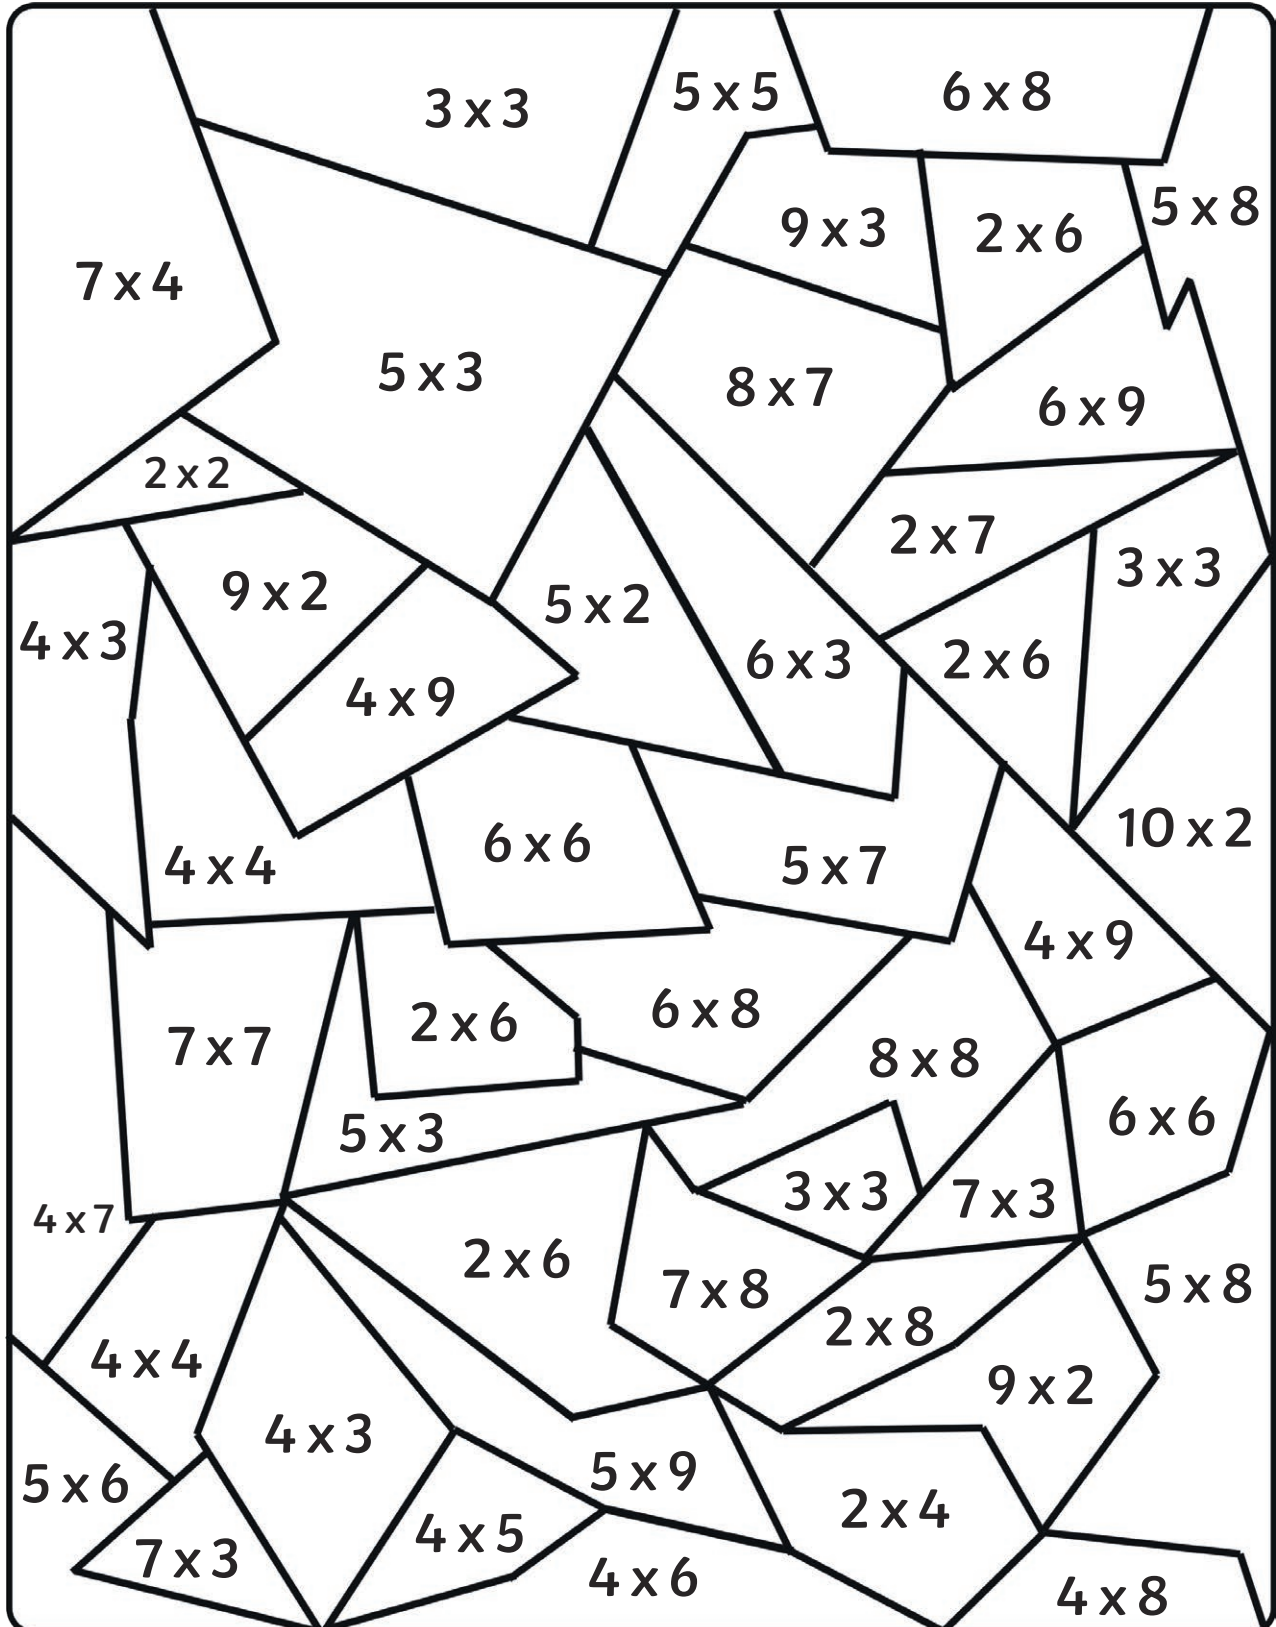 3 x 3
5 x 5
6 x 8
5 x 8
9 x 3
2 x 6
7 x 4
5 x 3
8 x 7
6 x 9
2 x 2
2 x 7
3 x 3
9 x 2
5 x 2
4 x 3
6 x 3
2 x 6
4 x 9
10 x 2
6 x 6
4 x 4
5 x 7
4 x 9
6 x 8
2 x 6
7 x 7
8 x 8
6 x 6
5 x 3
3 x 3
7 x 3
4 x 7
2 x 6
7 x 8
5 x 8
2 x 8
4 x 4
9 x 2
4 x 3
5 x 9
5 x 6
2 x 4
4 x 5
7 x 3
4 x 6
4 x 8